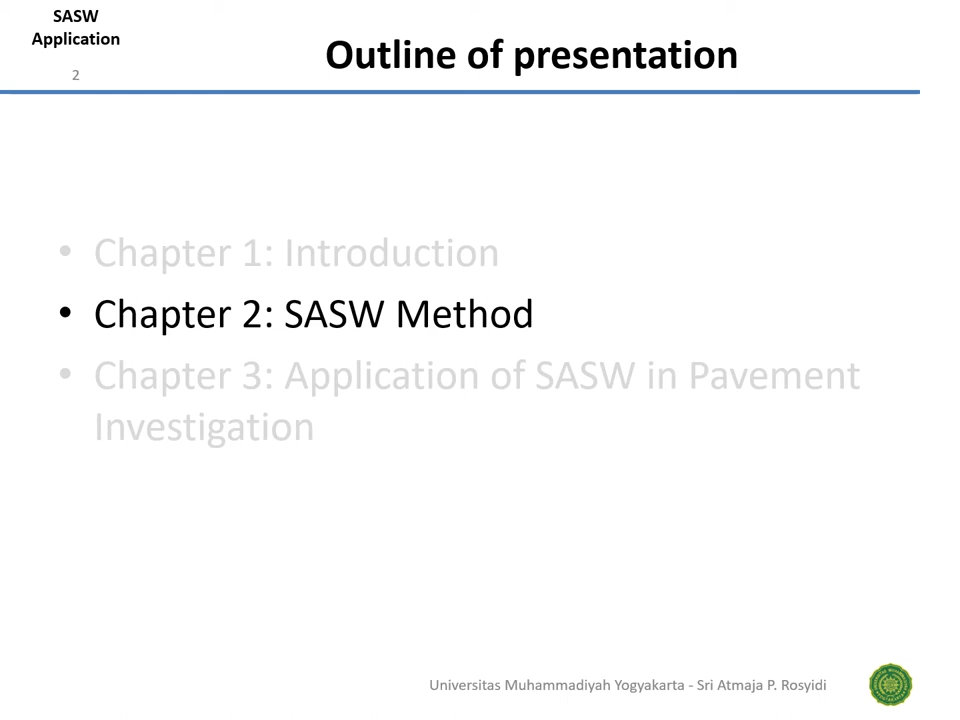 SASW
Application
2
Outline of presentation
• Chapter 1: Introduction
• Chapter 2: SASW Method
• Chapter 3: Application of SASW in Pavement
Investigation
Universitas Muhammadiyah Yogyakarta - Sri Atmaja P. Rosyidi